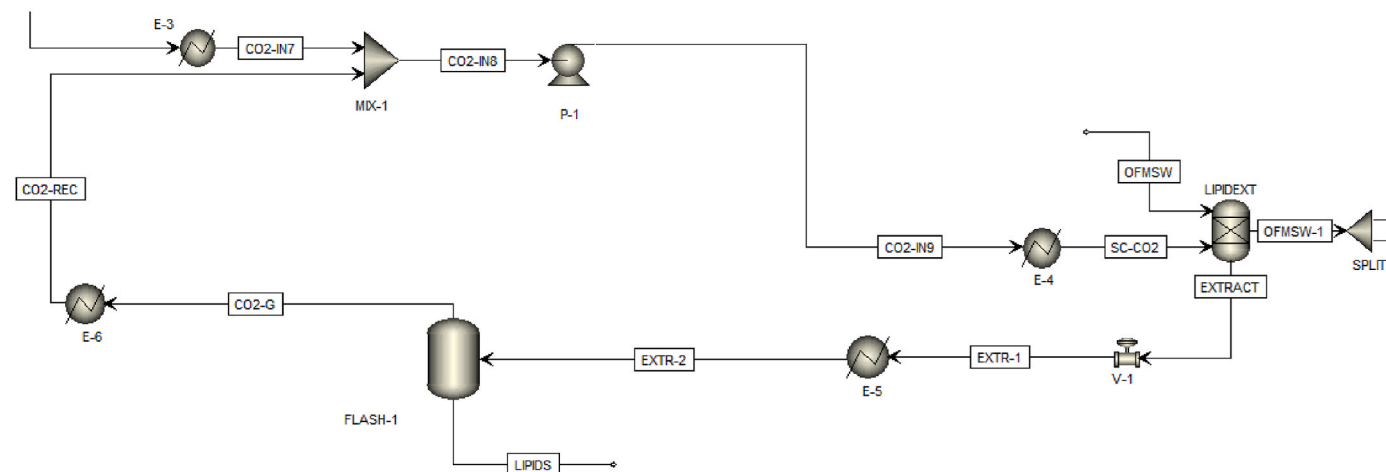 E-3
CO2-IN7
CO2-IN8
MIX-1
P-1
OFMSW
CO2-REC
LIPIDEXT
OFMSW-1
CO2-IN9
SC-CO2
E-4
SPLIT
EXTRACT
CO2-G
E-6
EXTR-2
EXTR-1
E-5
V-1
FLASH-1
LIPIDS